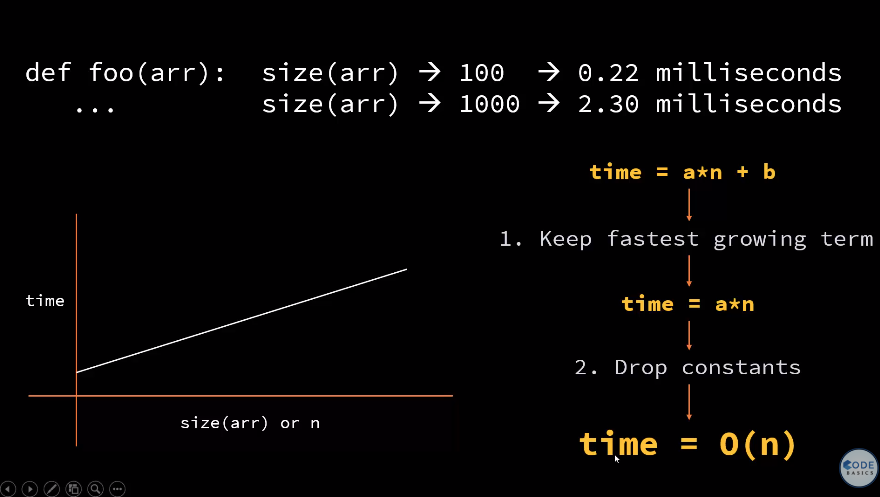 def foo(arr): size(arr) → 100 → 0.22 milliseconds
... size(arr) → 1000 → 2.30 milliseconds
time = a*n + b
1. Keep fastest growing term
time = a*n
2. Drop constants
time = O(n)
time
size(arr) or n
CODE
BASICS